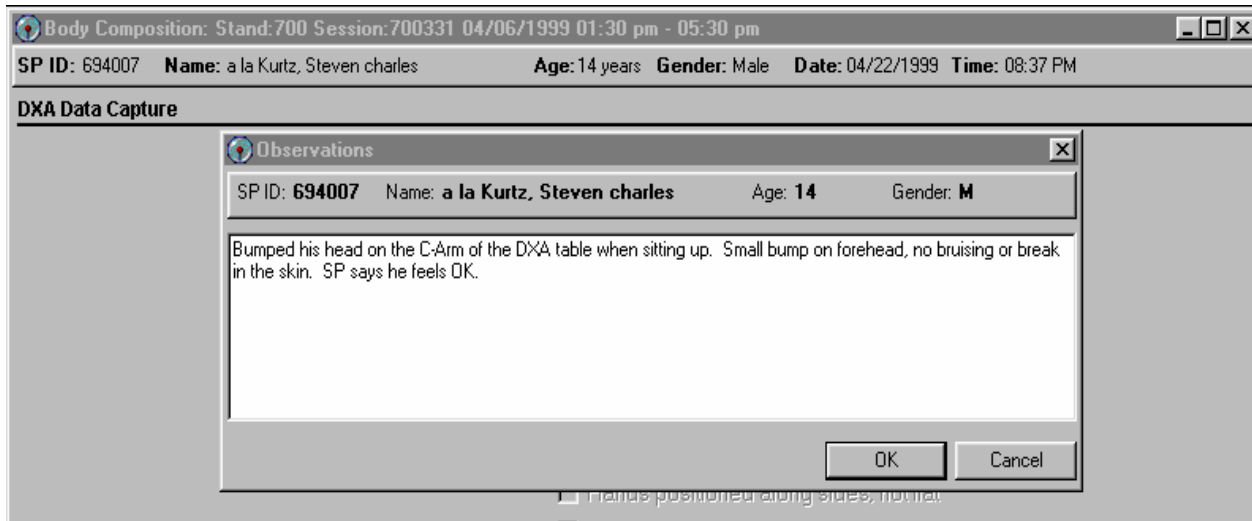 Body Composition: Stand:700 Session:700331 04/06/1999 01:30 pm - 05:30 pm
SP ID: 694007 Name: a la Kurtz, Steven charles Age: 14 years Gender: Male Date: 04/22/1999 Time: 08:37 PM
DXA Data Capture
Observations
SP ID: 694007 Name: a la Kurtz, Steven charles Age: 14 Gender: M
Bumped his head on the C-Arm of the DXA table when sitting up. Small bump on forehead, no bruising or break
in the skin. SP says he feels OK.
OK Cancel
Hands positioned along sides, not flat